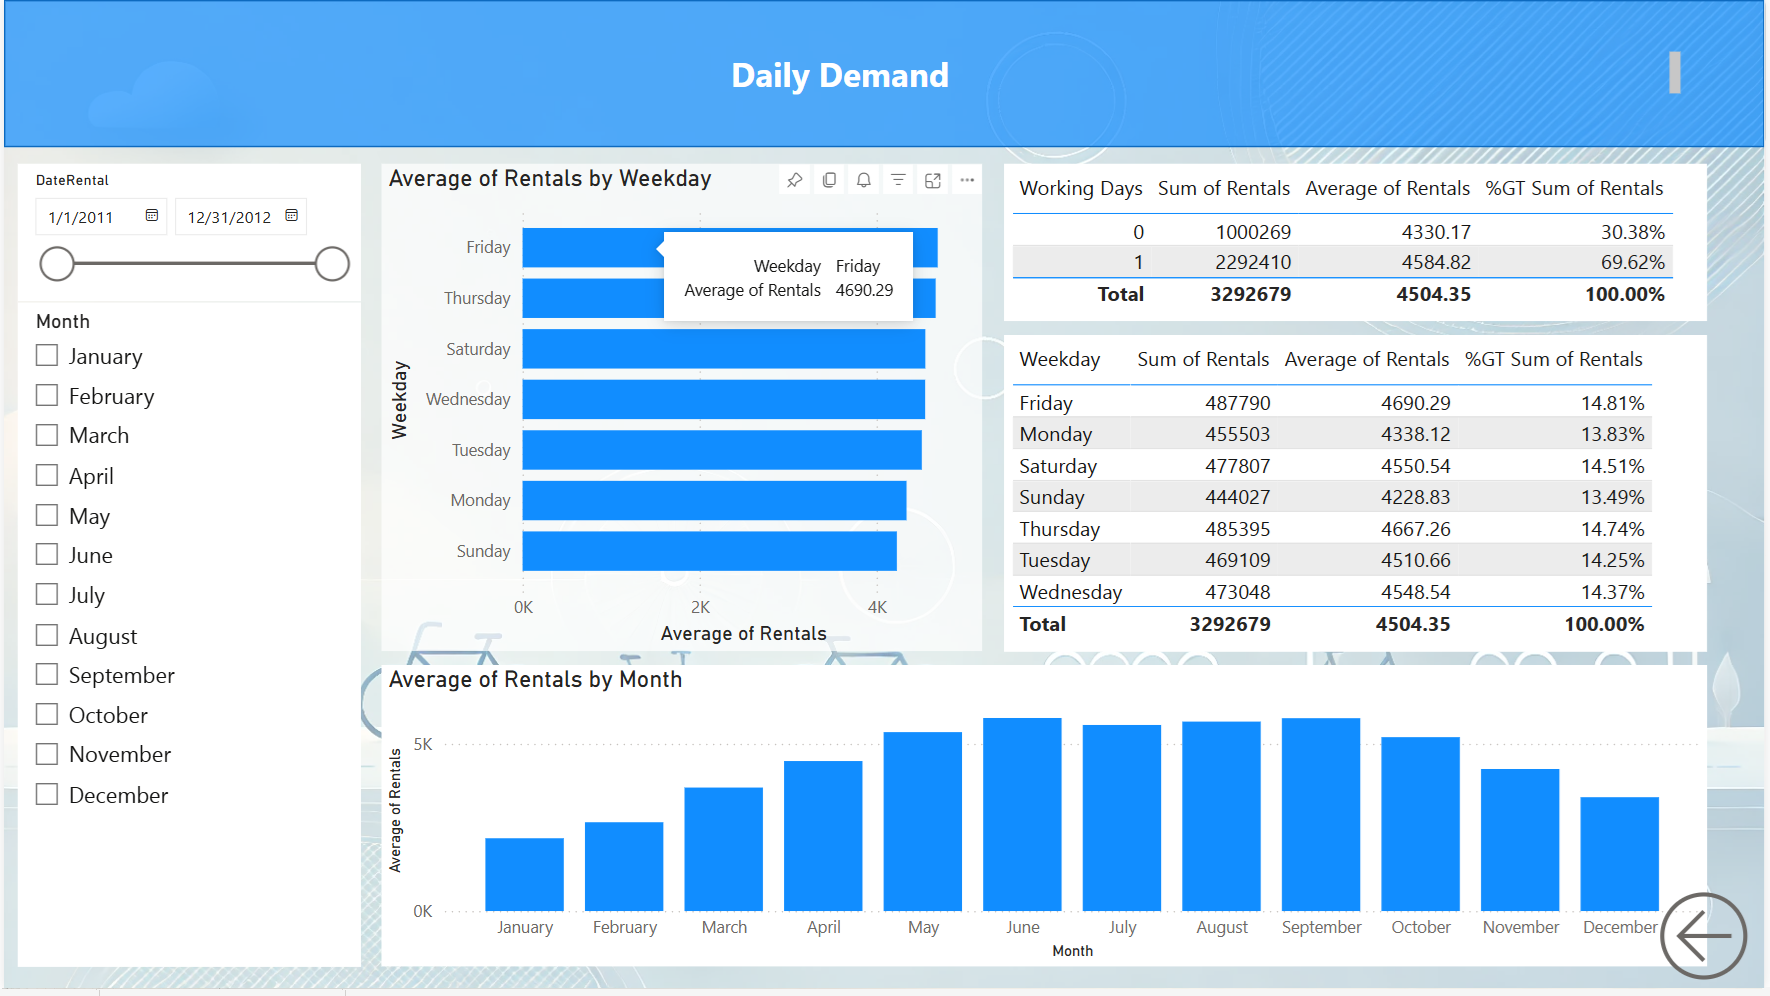 Daily Demand
DateRental
1/1/2011 12/31/2012
Month
January
February
March
April
May
June
July
August
September
October
November
December
Average of Rentals by Weekday
Weekday
Friday
Thursday
Saturday
Wednesday
Tuesday
Monday
Sunday
0K 2K 4K
Average of Rentals
Weekday Friday
Average of Rentals 4690.29
Working Days Sum of Rentals Average of Rentals %GT Sum of Rentals
0 1000269 4330.17 30.38%
1 2292410 4584.82 69.62%
Total 3292679 4504.35 100.00%
Weekday Sum of Rentals Average of Rentals %GT Sum of Rentals
Friday 487790 4690.29 14.81%
Monday 455503 4338.12 13.83%
Saturday 477807 4550.54 14.51%
Sunday 444027 4228.83 13.49%
Thursday 485395 4667.26 14.74%
Tuesday 469109 4510.66 14.25%
Wednesday 473048 4548.54 14.37%
Total 3292679 4504.35 100.00%
Average of Rentals by Month
Average of Rentals
5K
0K
January February March April May June July August September October November December
Month